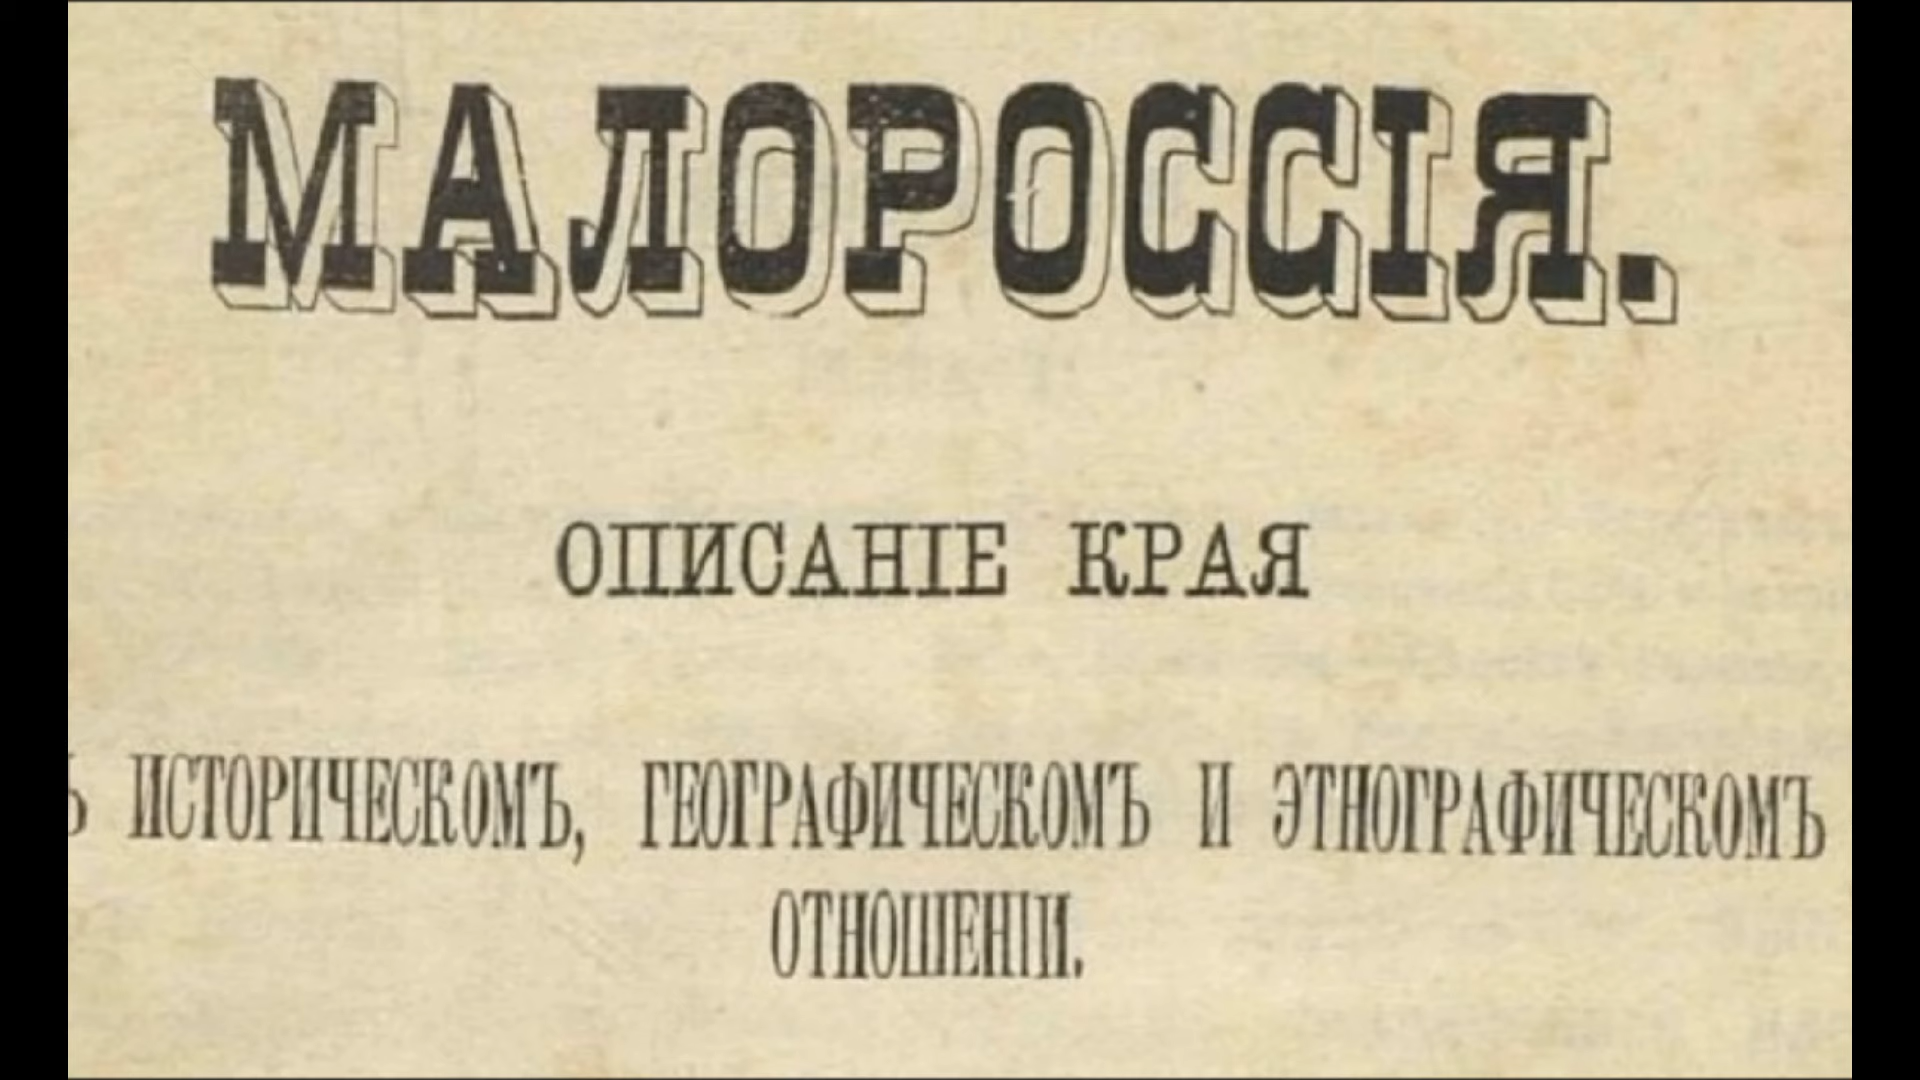 МАЛОРОССІЯ.
ОПИСАНІЕ КРАЯ
Ъ ИСТОРИЧЕСКОМЪ, ГЕОГРАФИЧЕСКОМЪ И ЭТНОГРАФИЧЕСКОМЪ
ОТНОШЕНІИ.